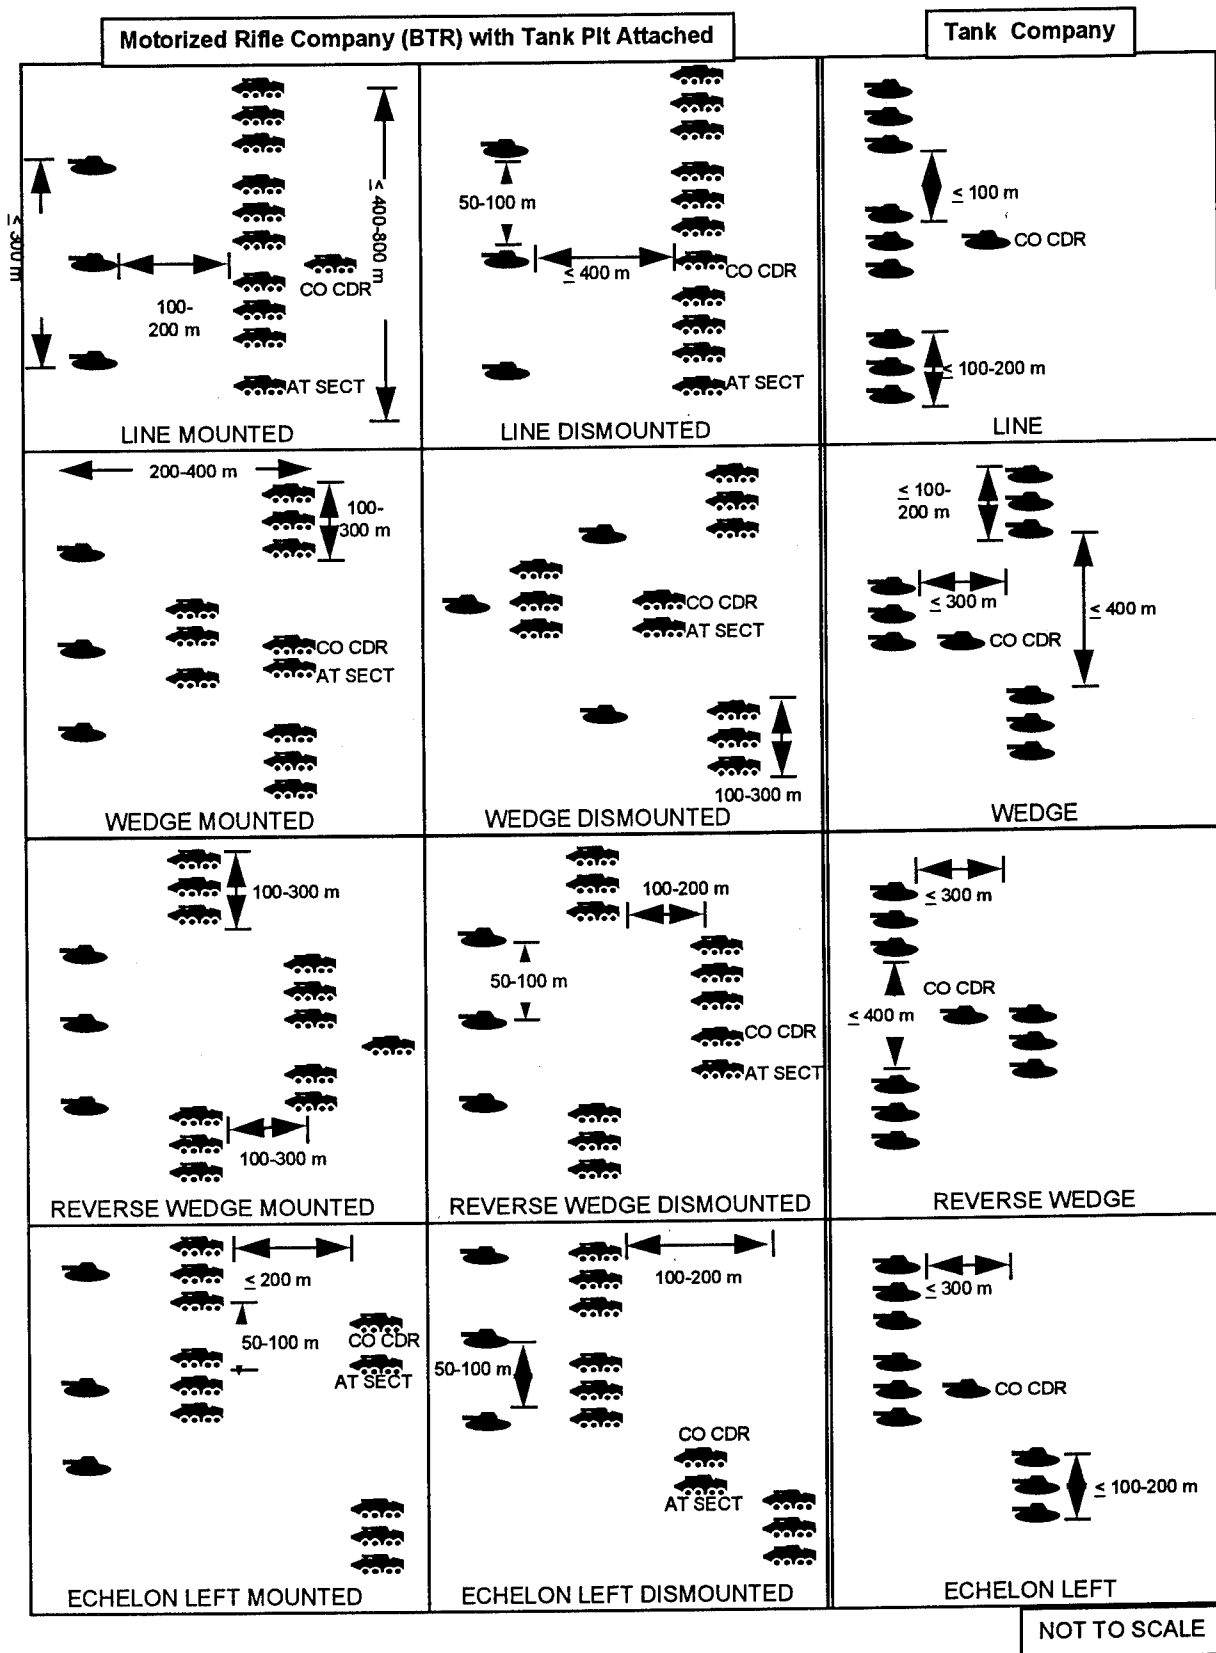 Motorized Rifle Company (BTR) with Tank Plt Attached
Tank Company
≤ 300 m
100-
200 m
≤ 400-800 m
CO CDR
AT SECT
LINE MOUNTED
50-100 m
≤ 400 m
CO CDR
AT SECT
LINE DISMOUNTED
≤ 100 m
CO CDR
≤ 100-200 m
LINE
200-400 m
100-
300 m
CO CDR
AT SECT
WEDGE MOUNTED
CO CDR
AT SECT
100-300 m
WEDGE DISMOUNTED
≤ 100-
200 m
≤ 300 m
≤ 400 m
CO CDR
WEDGE
100-300 m
100-300 m
REVERSE WEDGE MOUNTED
100-200 m
50-100 m
CO CDR
AT SECT
REVERSE WEDGE DISMOUNTED
≤ 300 m
CO CDR
≤ 400 m
REVERSE WEDGE
≤ 200 m
50-100 m
CO CDR
AT SECT
ECHELON LEFT MOUNTED
100-200 m
50-100 m
CO CDR
AT SECT
ECHELON LEFT DISMOUNTED
≤ 300 m
CO CDR
≤ 100-200 m
ECHELON LEFT
NOT TO SCALE